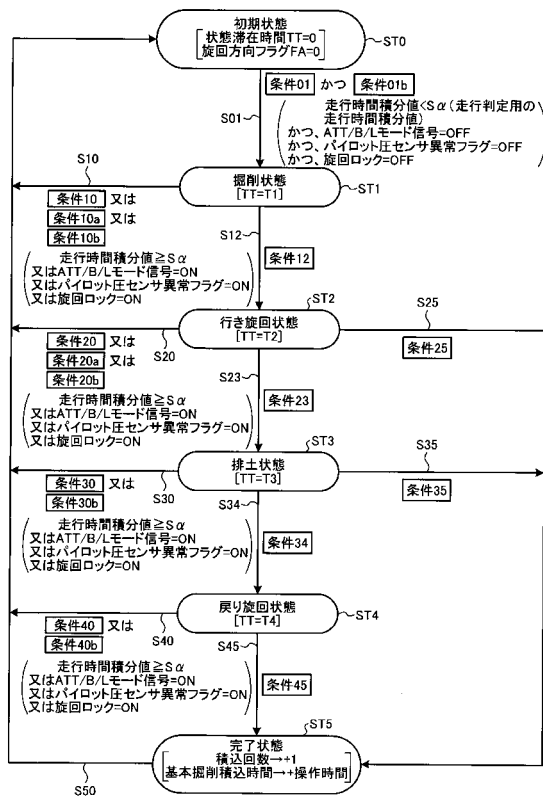 初期状態
状態滞在時間TT=0
旋回方向フラグFA=0
ST0
条件01 かつ 条件01b
S01
走行時間積分値<Sα(走行判定用の
走行時間積分値)
かつ、ATT/B/Lモード信号=OFF
かつ、パイロット圧センサ異常フラグ=OFF
かつ、旋回ロック=OFF
S10
掘削状態
[TT=T1]
ST1
条件10 又は
条件10a 又は
条件10b
S12
条件12
走行時間積分値≧Sα
又はATT/B/Lモード信号=ON
又はパイロット圧センサ異常フラグ=ON
又は旋回ロック=ON
ST2
行き旋回状態
[TT=T2]
S25
条件25
条件20 又は
条件20a 又は
条件20b
S20
S23
条件23
走行時間積分値≧Sα
又はATT/B/Lモード信号=ON
又はパイロット圧センサ異常フラグ=ON
又は旋回ロック=ON
ST3
排土状態
[TT=T3]
S35
条件35
条件30 又は
条件30b
S30
S34
条件34
走行時間積分値≧Sα
又はATT/B/Lモード信号=ON
又はパイロット圧センサ異常フラグ=ON
又は旋回ロック=ON
戻り旋回状態
[TT=T4]
ST4
条件40 又は
条件40b
S40
S45
条件45
走行時間積分値≧Sα
又はATT/B/Lモード信号=ON
又はパイロット圧センサ異常フラグ=ON
又は旋回ロック=ON
ST5
完了状態
積込回数→+1
基本掘削積込時間→+操作時間
S50